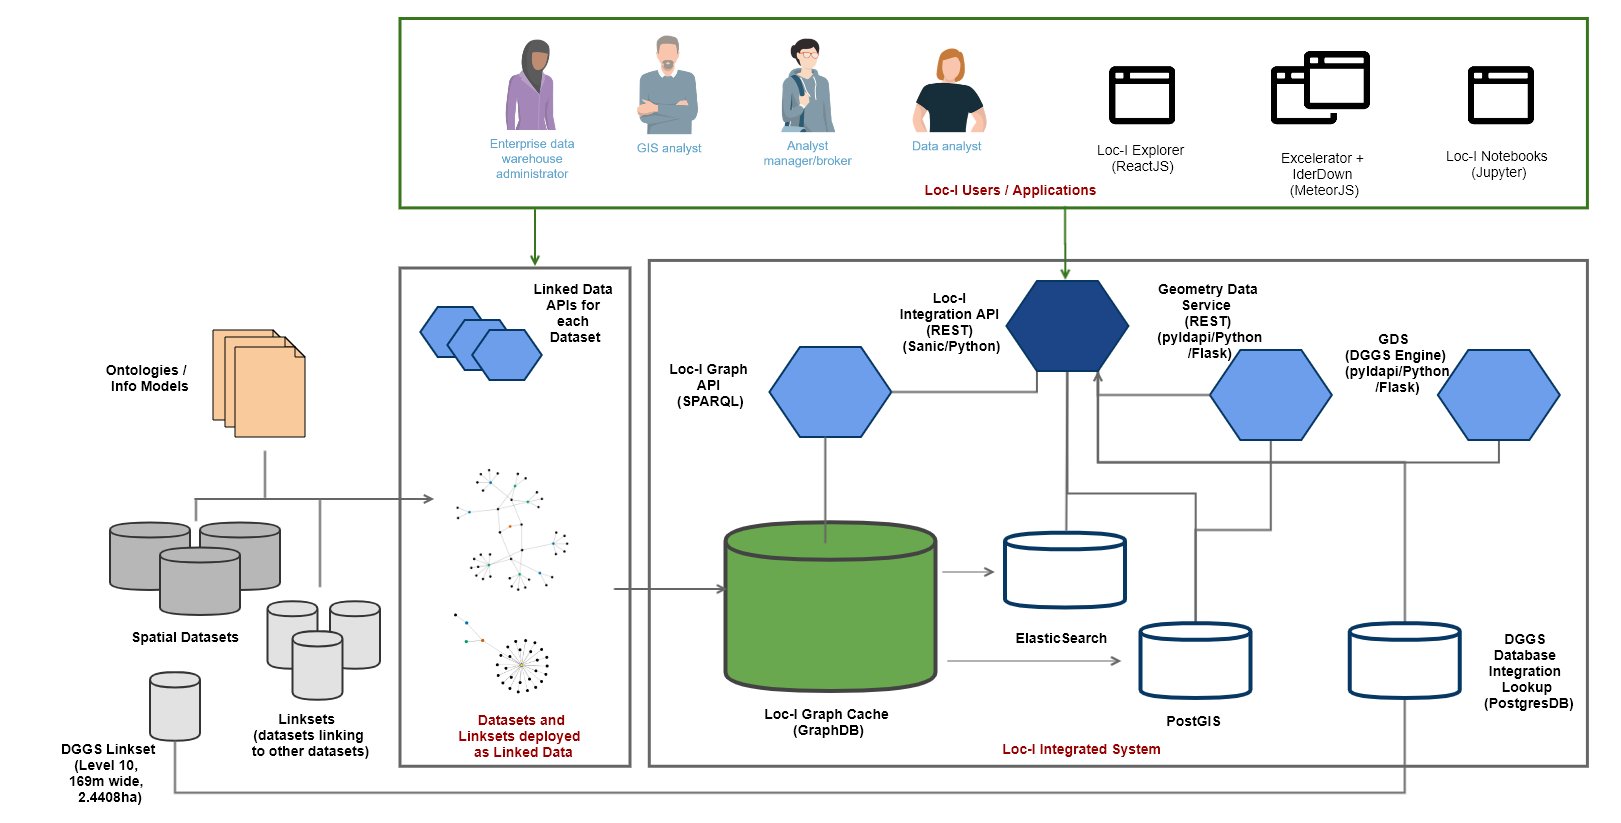 Enterprise data
warehouse
administrator
GIS analyst
Analyst
manager/broker
Data analyst
Loc-I Explorer
(ReactJS)
Excelerator +
IderDown
(MeteorJS)
Loc-I Notebooks
(Jupyter)
Loc-I Users / Applications
Linked Data
APIs for
each
Dataset
Loc-I
Integration API
(REST)
(Sanic/Python)
Geometry Data
Service
(REST)
(pyldapi/Python
/Flask)
GDS
(DGGS Engine)
(pyldapi/Python
/Flask)
Loc-I Graph
API
(SPARQL)
Ontologies /
Info Models
Spatial Datasets
Linksets
(datasets linking
to other datasets)
DGGS Linkset
(Level 10,
169m wide,
2.4408ha)
Datasets and
Linksets deployed
as Linked Data
Loc-I Graph Cache
(GraphDB)
ElasticSearch
PostGIS
DGGS
Database
Integration
Lookup
(PostgresDB)
Loc-I Integrated System